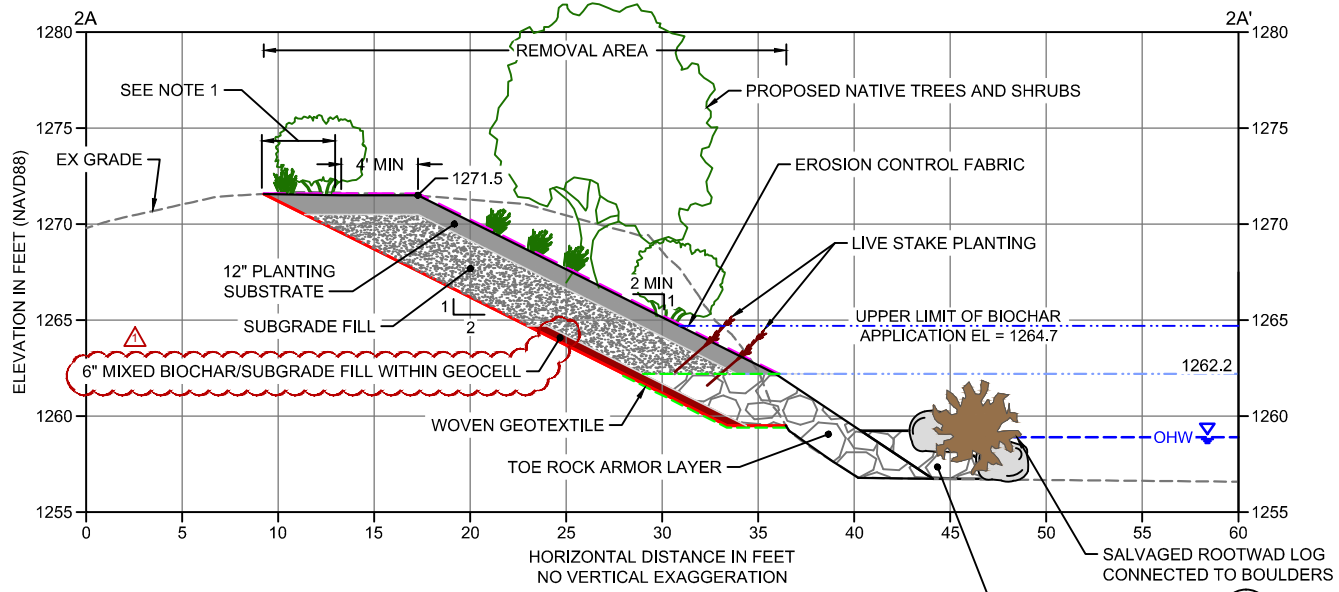 2A
2A'
1280
1280
REMOVAL AREA
SEE NOTE 1
PROPOSED NATIVE TREES AND SHRUBS
1275
1275
EX GRADE
4' MIN
EROSION CONTROL FABRIC
1271.5
1270
1270
LIVE STAKE PLANTING
12" PLANTING
SUBSTRATE
2 MIN
1
1
2
SUBGRADE FILL
UPPER LIMIT OF BIOCHAR
APPLICATION EL = 1264.7
1265
1265
1
6" MIXED BIOCHAR/SUBGRADE FILL WITHIN GEOCELL
1262.2
1260
1260
WOVEN GEOTEXTILE
OHW
TOE ROCK ARMOR LAYER
1255
1255
0 5 10 15 20 25 30 35 40 45 50 55 60
ELEVATION IN FEET (NAVD88)
HORIZONTAL DISTANCE IN FEET
NO VERTICAL EXAGGERATION
SALVAGED ROOTWAD LOG
CONNECTED TO BOULDERS